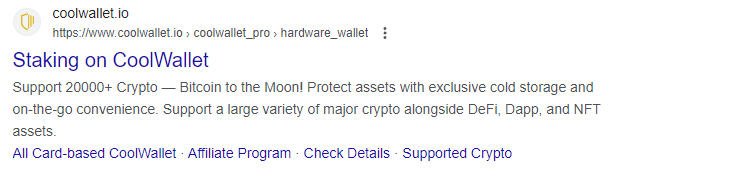 coolwallet.io
https://www.coolwallet.io › coolwallet_pro › hardware_wallet
Staking on CoolWallet
Support 20000+ Crypto — Bitcoin to the Moon! Protect assets with exclusive cold storage and
on-the-go convenience. Support a large variety of major crypto alongside DeFi, Dapp, and NFT
assets.
All Card-based CoolWallet · Affiliate Program · Check Details · Supported Crypto